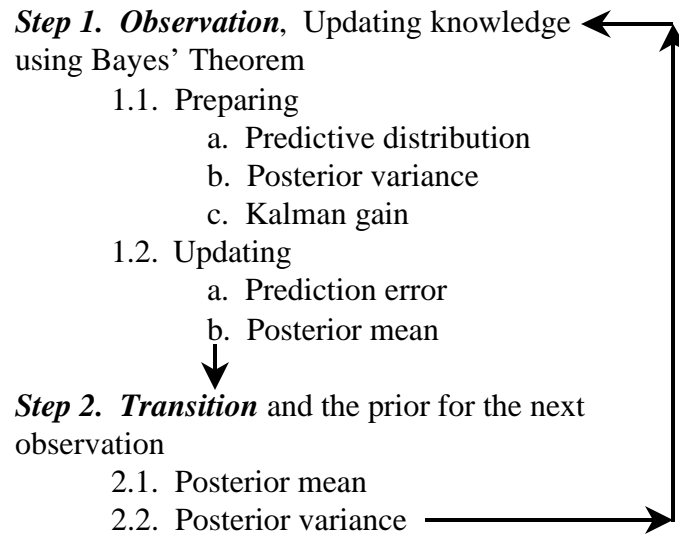 Step 1. Observation, Updating knowledge
using Bayes’ Theorem
1.1. Preparing
a. Predictive distribution
b. Posterior variance
c. Kalman gain
1.2. Updating
a. Prediction error
b. Posterior mean
Step 2. Transition and the prior for the next
observation
2.1. Posterior mean
2.2. Posterior variance